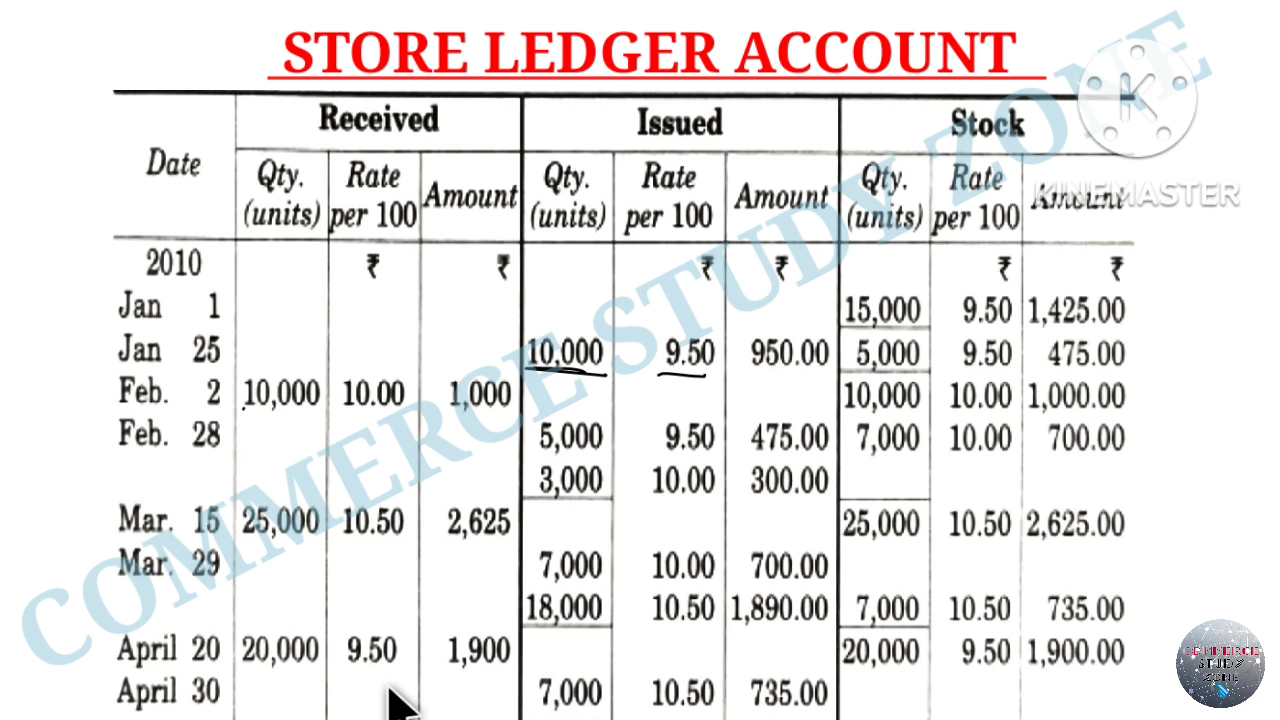 STORE LEDGER ACCOUNT
Received Issued Stock
Date Qty. (units) Rate per 100 Amount Qty. (units) Rate per 100 Amount Qty. (units) Rate per 100 Amount
2010 ₹ ₹ ₹ ₹ ₹ ₹
Jan 1 15,000 9.50 1,425.00
Jan 25 10,000 9.50 950.00 5,000 9.50 475.00
Feb. 2 10,000 10.00 1,000 10,000 10.00 1,000.00
Feb. 28 5,000 9.50 475.00 7,000 10.00 700.00
3,000 10.00 300.00
Mar. 15 25,000 10.50 2,625 25,000 10.50 2,625.00
Mar. 29 7,000 10.00 700.00
18,000 10.50 1,890.00 7,000 10.50 735.00
April 20 20,000 9.50 1,900 20,000 9.50 1,900.00
April 30 7,000 10.50 735.00
COMMERCE STUDY ZONE
KINEMASTER
COMMERCE
STUDY
ZONE